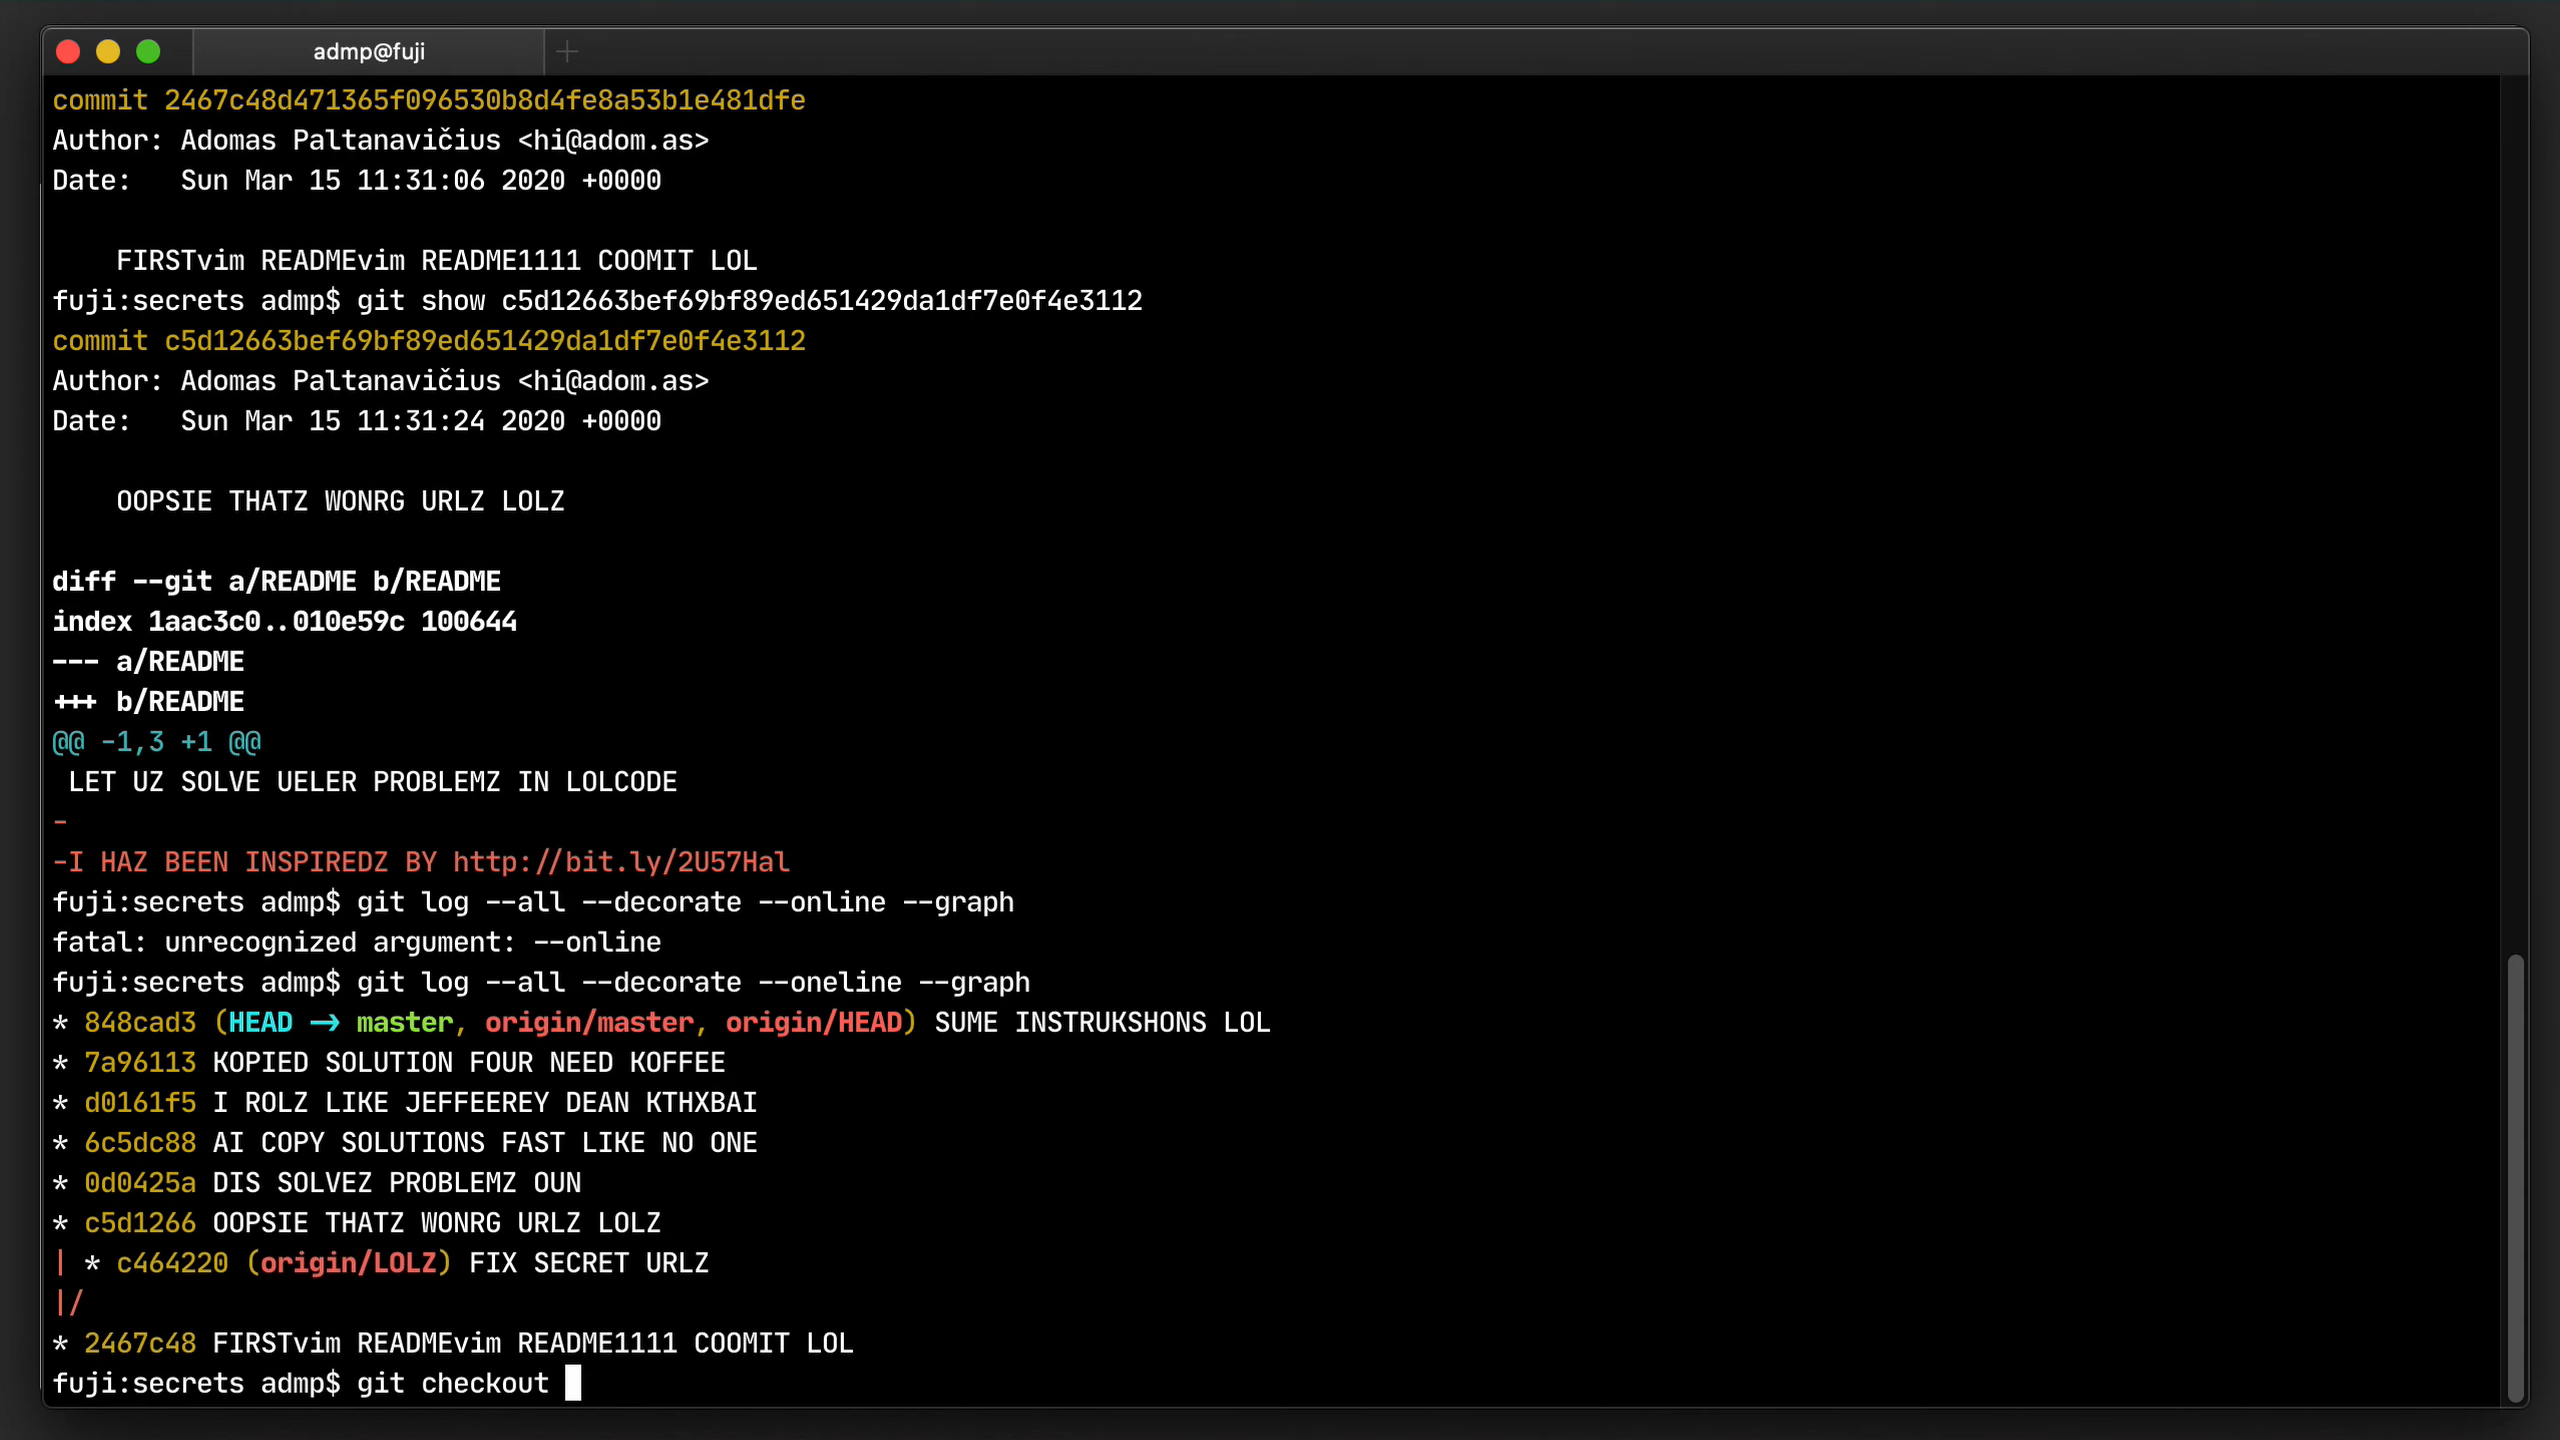 admp@fuji
commit 2467c48d471365f096530b8d4fe8a53b1e481dfe
Author: Adomas Paltanavičius <hi@adom.as>
Date:   Sun Mar 15 11:31:06 2020 +0000
FIRSTvim READMEvim README1111 COOMIT LOL
fuji:secrets admp$ git show c5d12663bef69bf89ed651429da1df7e0f4e3112
commit c5d12663bef69bf89ed651429da1df7e0f4e3112
Author: Adomas Paltanavičius <hi@adom.as>
Date:   Sun Mar 15 11:31:24 2020 +0000
OOPSIE THATZ WONRG URLZ LOLZ
diff --git a/README b/README
index 1aac3c0..010e59c 100644
--- a/README
+++ b/README
@@ -1,3 +1 @@
LET UZ SOLVE UELER PROBLEMZ IN LOLCODE
-
-I HAZ BEEN INSPIREDZ BY http://bit.ly/2U57Hal
fuji:secrets admp$ git log --all --decorate --online --graph
fatal: unrecognized argument: --online
fuji:secrets admp$ git log --all --decorate --oneline --graph
* 848cad3 (HEAD -> master, origin/master, origin/HEAD) SUME INSTRUKSHONS LOL
* 7a96113 KOPIED SOLUTION FOUR NEED KOFFEE
* d0161f5 I ROLZ LIKE JEFFEEREY DEAN KTHXBAI
* 6c5dc88 AI COPY SOLUTIONS FAST LIKE NO ONE
* 0d0425a DIS SOLVEZ PROBLEMZ OUN
* c5d1266 OOPSIE THATZ WONRG URLZ LOLZ
| * c464220 (origin/LOLZ) FIX SECRET URLZ
|/
* 2467c48 FIRSTvim READMEvim README1111 COOMIT LOL
fuji:secrets admp$ git checkout